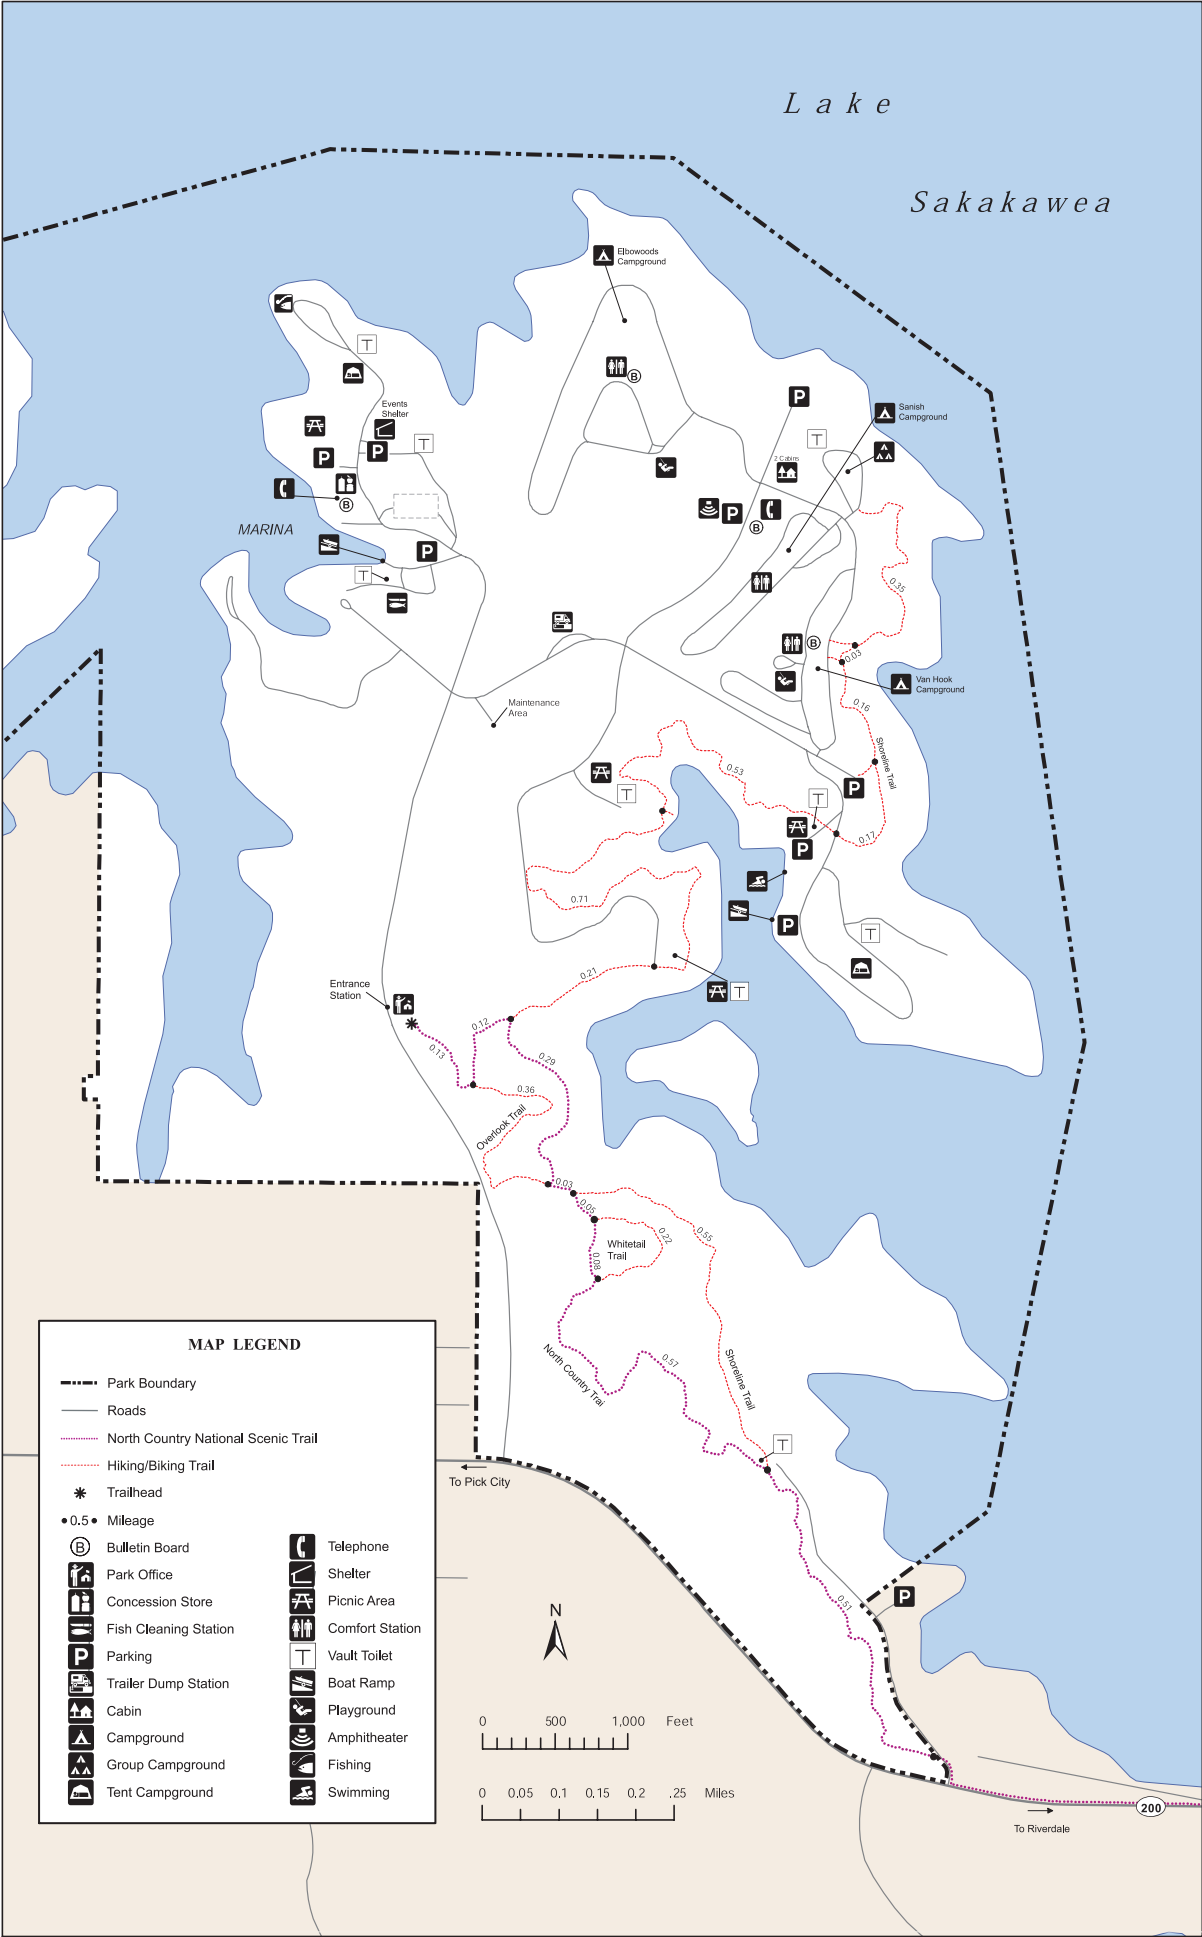 Lake
Sakakawea
Elbowoods
Campground
T
Events
Shelter
P
Sanish
Campground
T
T
2 Cabins
P
P
B
B
P
B
MARINA
P
T
0.35
B
0.03
Van Hook
Campground
0.16
Maintenance
Area
Shoreline Trail
0.53
T
P
T
0.17
P
0.71
P
T
0.21
T
Entrance
Station
0.12
0.13
0.29
0.36
Overlook Trail
0.03
0.05
0.22
0.55
Whitetail
Trail
0.08
North Country Trai
0.57
Shoreline Trail
T
To Pick City
0.51
P
N
0 500 1,000 Feet
0 0.05 0.1 0.15 0.2 .25 Miles
200
To Riverdale
MAP LEGEND
Park Boundary
Roads
North Country National Scenic Trail
Hiking/Biking Trail
Trailhead
0.5 Mileage
B Bulletin Board
Park Office
Concession Store
Fish Cleaning Station
P Parking
Trailer Dump Station
Cabin
Campground
Group Campground
Tent Campground
Telephone
Shelter
Picnic Area
Comfort Station
T Vault Toilet
Boat Ramp
Playground
Amphitheater
Fishing
Swimming